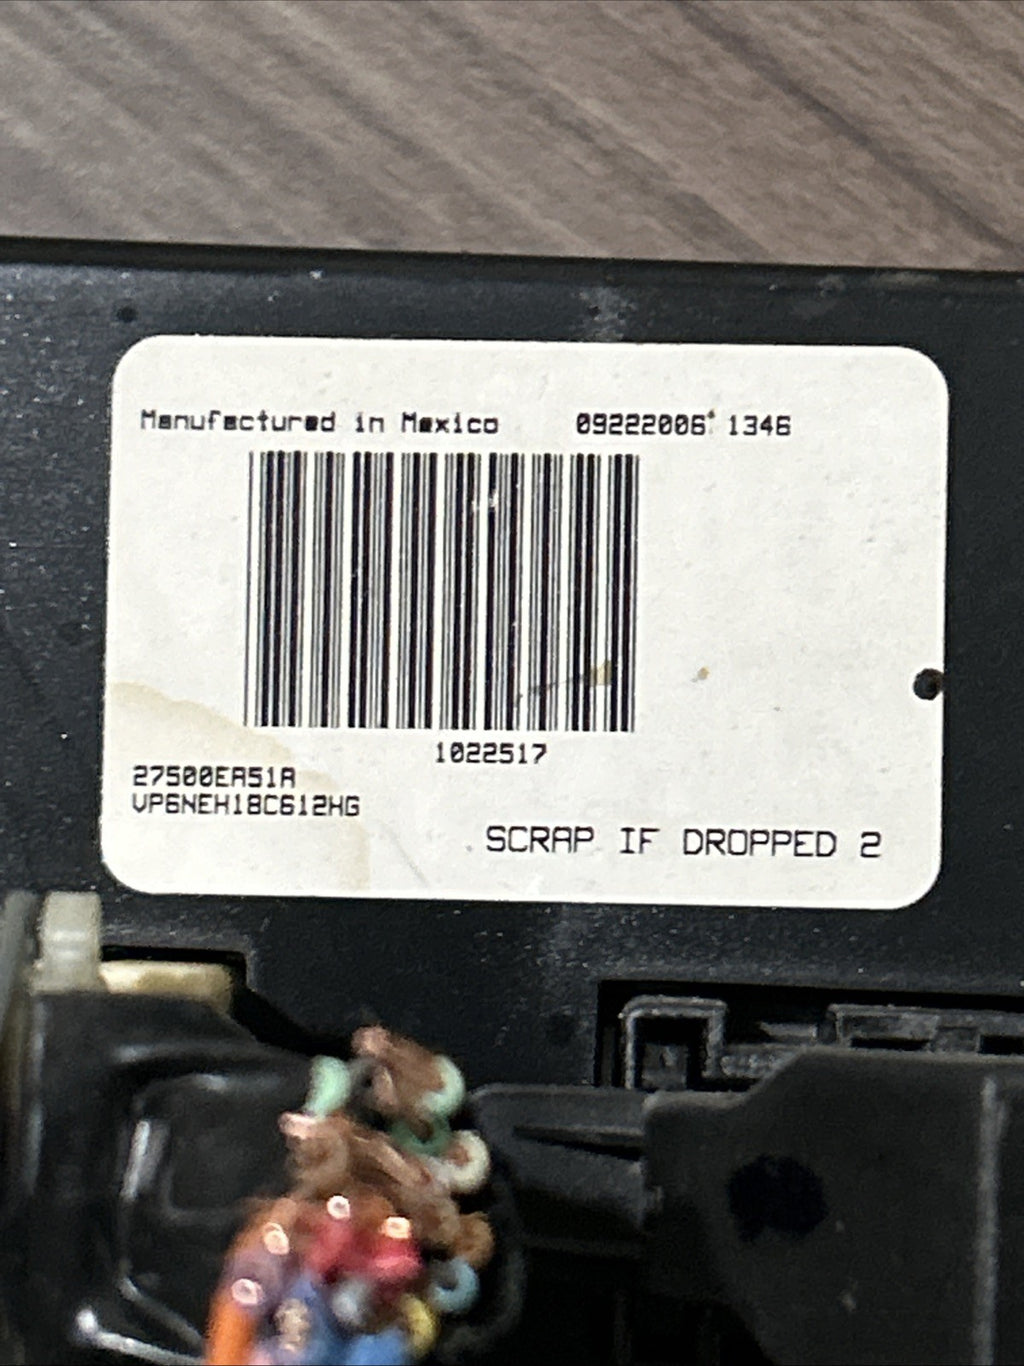 Manufactured in Mexico 09222006 1346
1022517
27500EA51A
VP6NEH18C612HG
SCRAP IF DROPPED 2